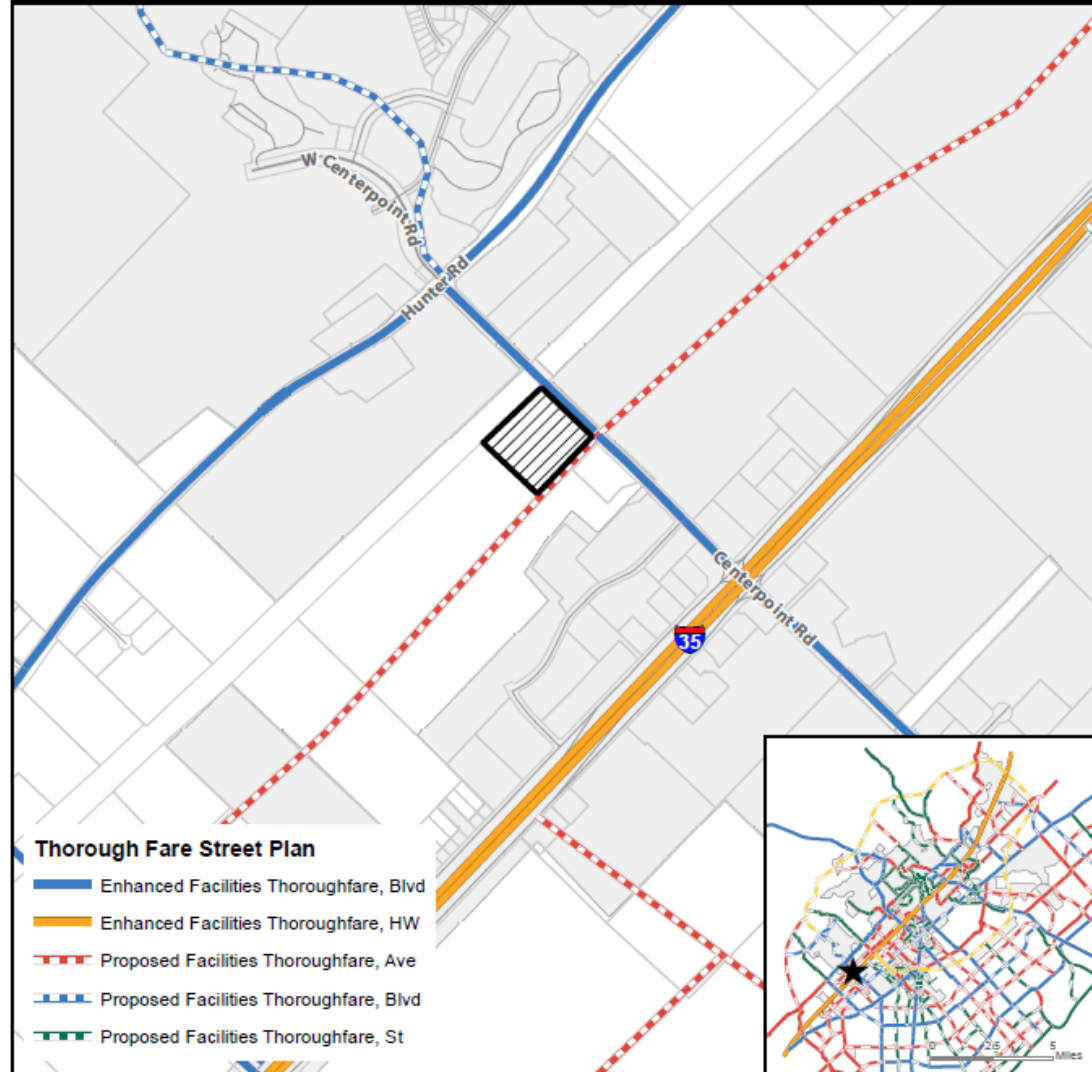 W Centerpoint Rd
Hunter Rd
Centerpoint Rd
35
Thorough Fare Street Plan
Enhanced Facilities Thoroughfare, Blvd
Enhanced Facilities Thoroughfare, HW
Proposed Facilities Thoroughfare, Ave
Proposed Facilities Thoroughfare, Blvd
Proposed Facilities Thoroughfare, St
0 2.5 5
Miles